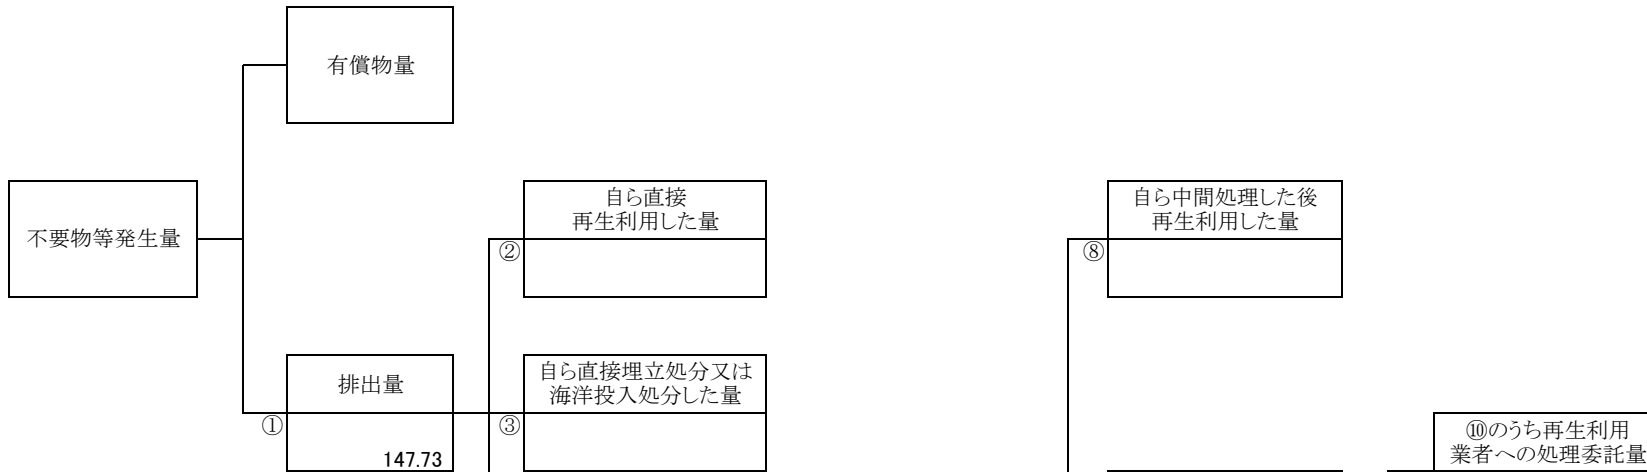 有償物量
不要物等発生量
自ら直接
再生利用した量
②
自ら中間処理した後
再生利用した量
⑧
排出量
①
147.73
自ら直接埋立処分又は
海洋投入処分した量
③
⑩のうち再生利用
業者への処理委託量